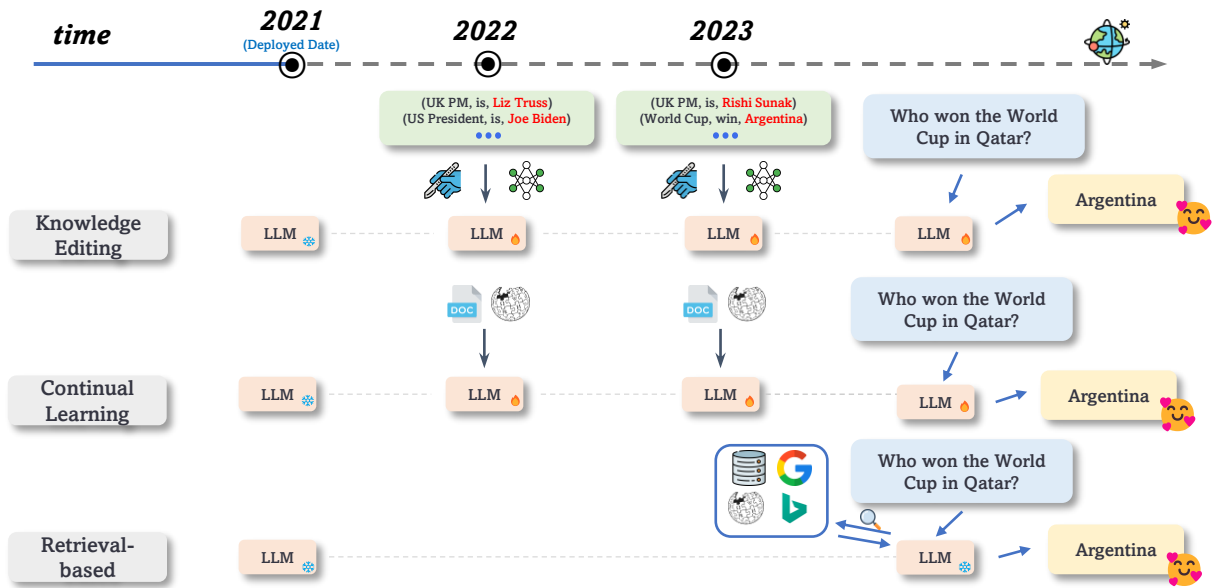 time
2021
(Deployed Date)
2022
2023
(UK PM, is, Liz Truss)
(US President, is, Joe Biden)
(UK PM, is, Rishi Sunak)
(World Cup, win, Argentina)
Who won the World
Cup in Qatar?
Knowledge
Editing
LLM
LLM
LLM
LLM
Argentina
DOC
DOC
Who won the World
Cup in Qatar?
Continual
Learning
LLM
LLM
LLM
LLM
Argentina
Who won the World
Cup in Qatar?
Retrieval-
based
LLM
LLM
Argentina